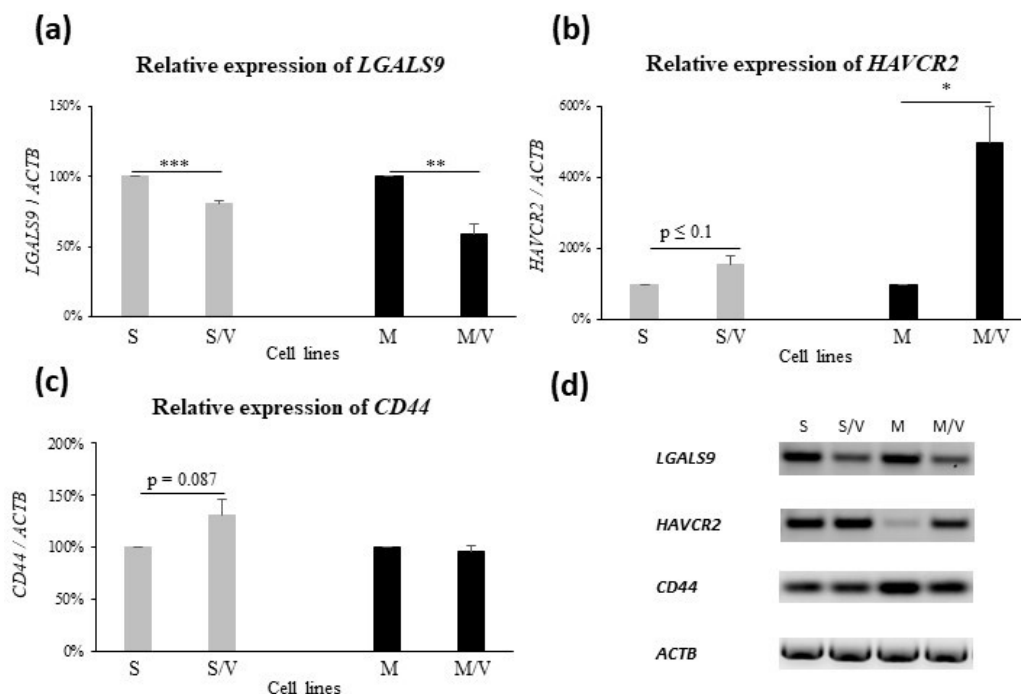 (a)
Relative expression of LGALS9
LGALS9 ) ACTB
150%
100%
50%
0%
***
**
S S/V M M/V
Cell lines
(b)
Relative expression of HAVCR2
HAVCR2 / ACTB
600%
400%
200%
0%
p ≤ 0.1
*
S S/V M M/V
Cell lines
(c)
Relative expression of CD44
CD44 / ACTB
200%
150%
100%
50%
0%
p = 0.087
S S/V M M/V
Cell lines
(d)
S S/V M M/V
LGALS9
HAVCR2
CD44
ACTB